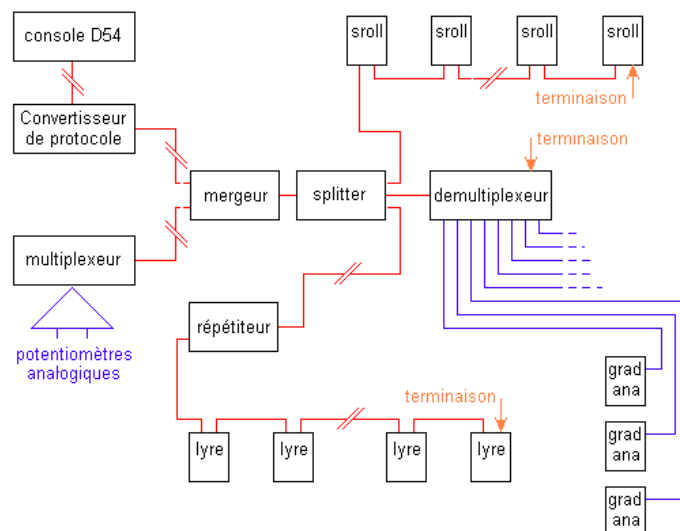 console D54
sroll
sroll
sroll
sroll
terminaison
Convertisseur
de protocole
terminaison
mergeur
splitter
demultiplexeur
multiplexeur
répétiteur
potentiomètres
analogiques
grad
ana
terminaison
grad
ana
lyre
lyre
lyre
lyre
grad
ana